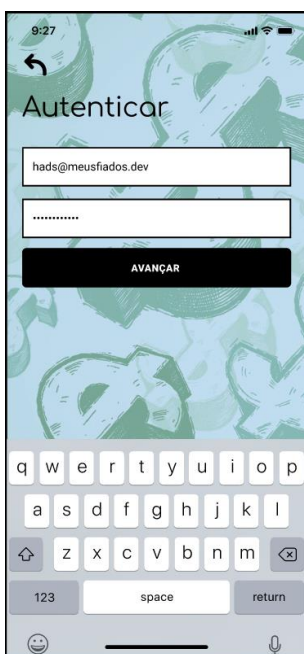 9:27
Autenticar
hads@meusfiados.dev
••••••••••••
AVANÇAR
q w e r t y u i o p
a s d f g h j k l
z x c v b n m
123 space return